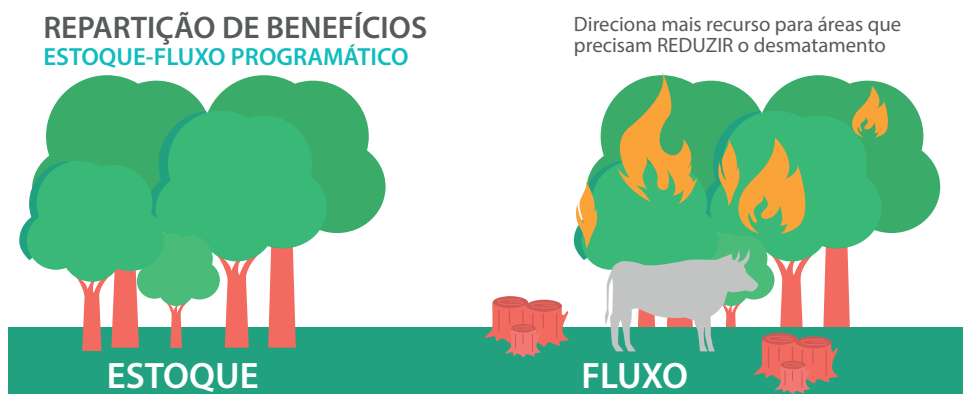 REPARTIÇÃO DE BENEFÍCIOS
ESTOQUE-FLUXO PROGRAMÁTICO
Direciona mais recurso para áreas que
precisam REDUZIR o desmatamento
ESTOQUE
FLUXO